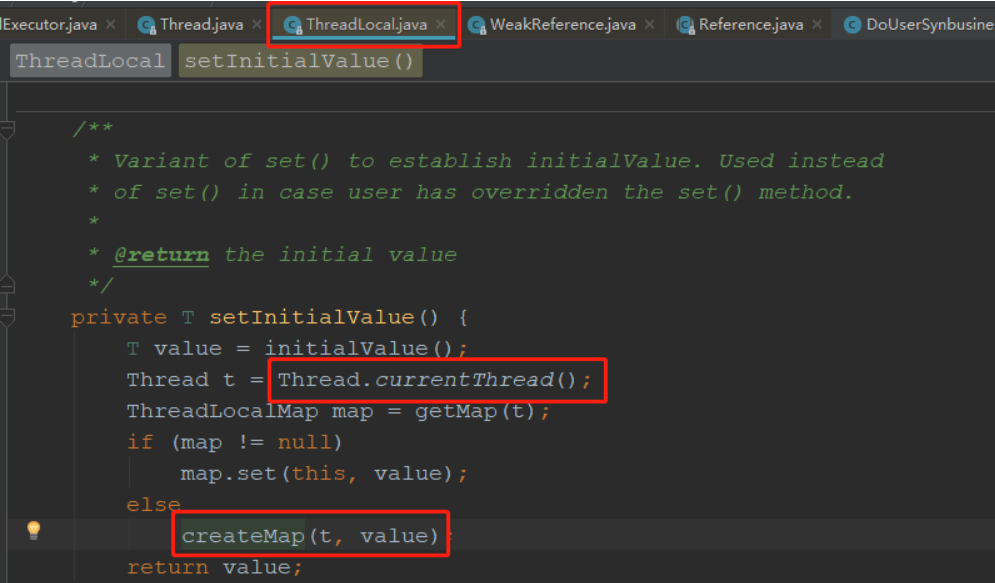 lExecutor.java × Thread.java × ThreadLocal.java × WeakReference.java × Reference.java × DoUserSynbusine
ThreadLocal setInitialValue()
/**
* Variant of set() to establish initialValue. Used instead
* of set() in case user has overridden the set() method.
*
* @return the initial value
*/
private T setInitialValue() {
T value = initialValue();
Thread t = Thread.currentThread();
ThreadLocalMap map = getMap(t);
if (map != null)
map.set(this, value);
else
createMap(t, value);
return value;